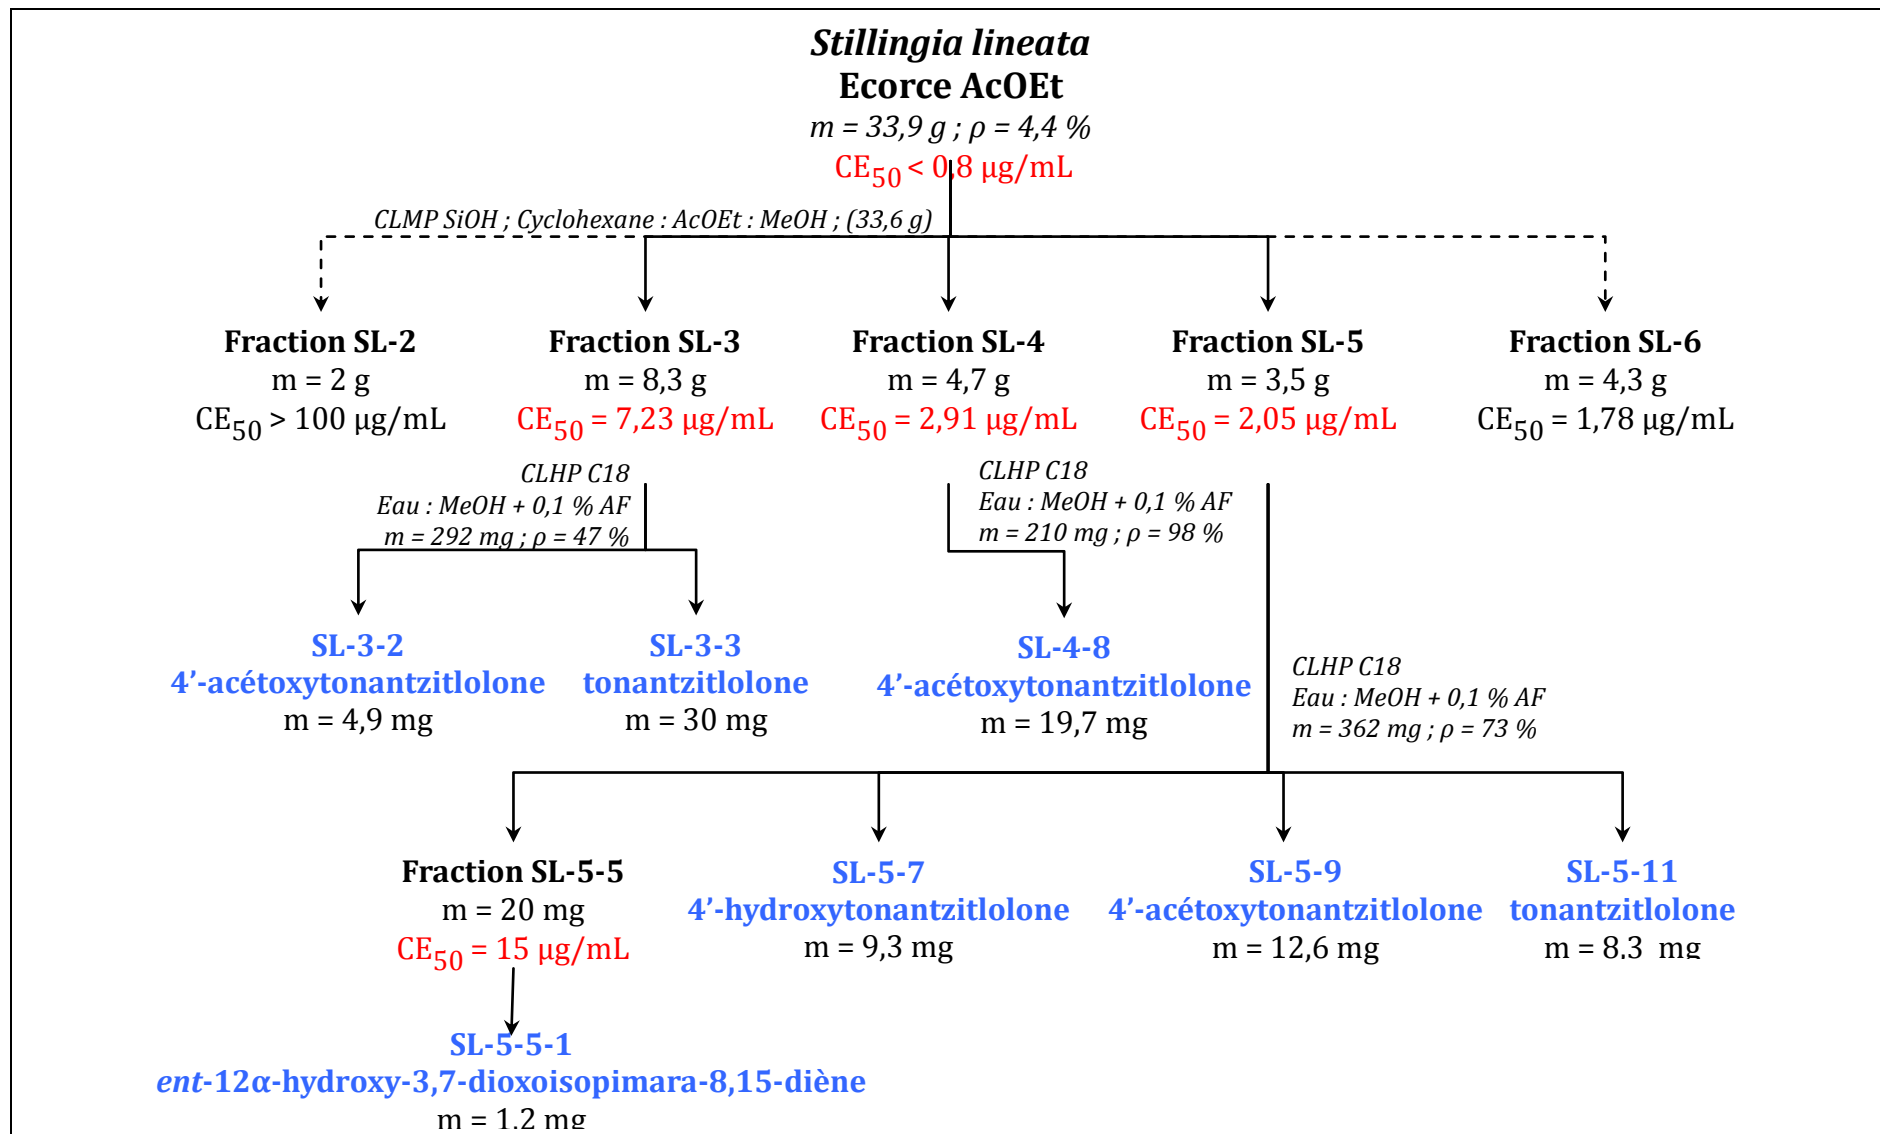 Stillingia lineata
Ecorce AcOEt
m = 33,9 g ; ρ = 4,4 %
CE50 < 0,8 µg/mL
CLMP SiOH ; Cyclohexane : AcOEt : MeOH ; (33,6 g)
Fraction SL-2
m = 2 g
CE50 > 100 µg/mL
Fraction SL-3
m = 8,3 g
CE50 = 7,23 µg/mL
Fraction SL-4
m = 4,7 g
CE50 = 2,91 µg/mL
Fraction SL-5
m = 3,5 g
CE50 = 2,05 µg/mL
Fraction SL-6
m = 4,3 g
CE50 = 1,78 µg/mL
CLHP C18
Eau : MeOH + 0,1 % AF
m = 292 mg ; ρ = 47 %
CLHP C18
Eau : MeOH + 0,1 % AF
m = 210 mg ; ρ = 98 %
SL-3-2
4’-acétoxytonantzitlolone
m = 4,9 mg
SL-3-3
tonantzitlolone
m = 30 mg
SL-4-8
4’-acétoxytonantzitlolone
m = 19,7 mg
CLHP C18
Eau : MeOH + 0,1 % AF
m = 362 mg ; ρ = 73 %
Fraction SL-5-5
m = 20 mg
CE50 = 15 µg/mL
SL-5-7
4’-hydroxytonantzitlolone
m = 9,3 mg
SL-5-9
4’-acétoxytonantzitlolone
m = 12,6 mg
SL-5-11
tonantzitlolone
m = 8,3 mg
SL-5-5-1
ent-12α-hydroxy-3,7-dioxoisopimara-8,15-diène
m = 1,2 mg